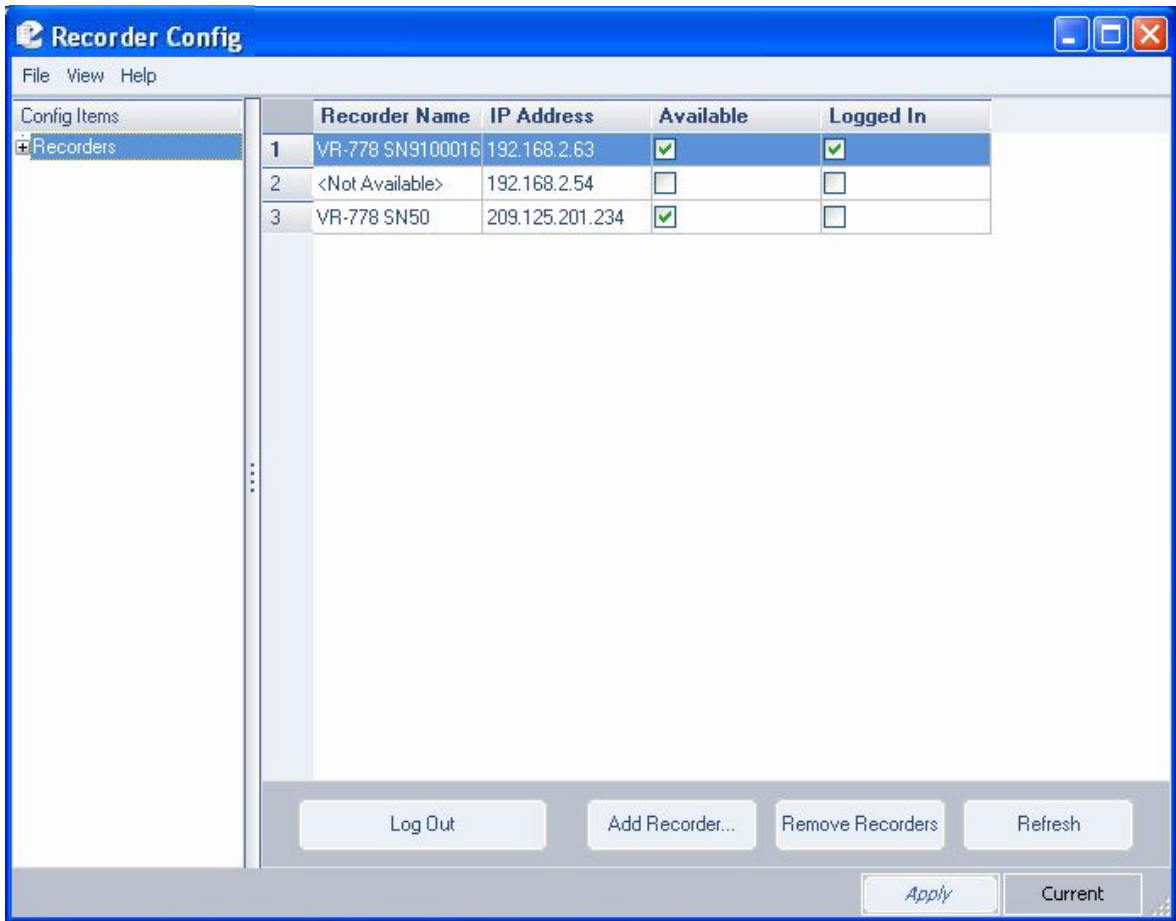 Recorder Config
File View Help
Config Items
Recorders
Recorder Name IP Address Available Logged In
1 VR-778 SN9100016 192.168.2.63
2 <Not Available> 192.168.2.54
3 VR-778 SN50 209.125.201.234
Log Out Add Recorder... Remove Recorders Refresh
Apply Current